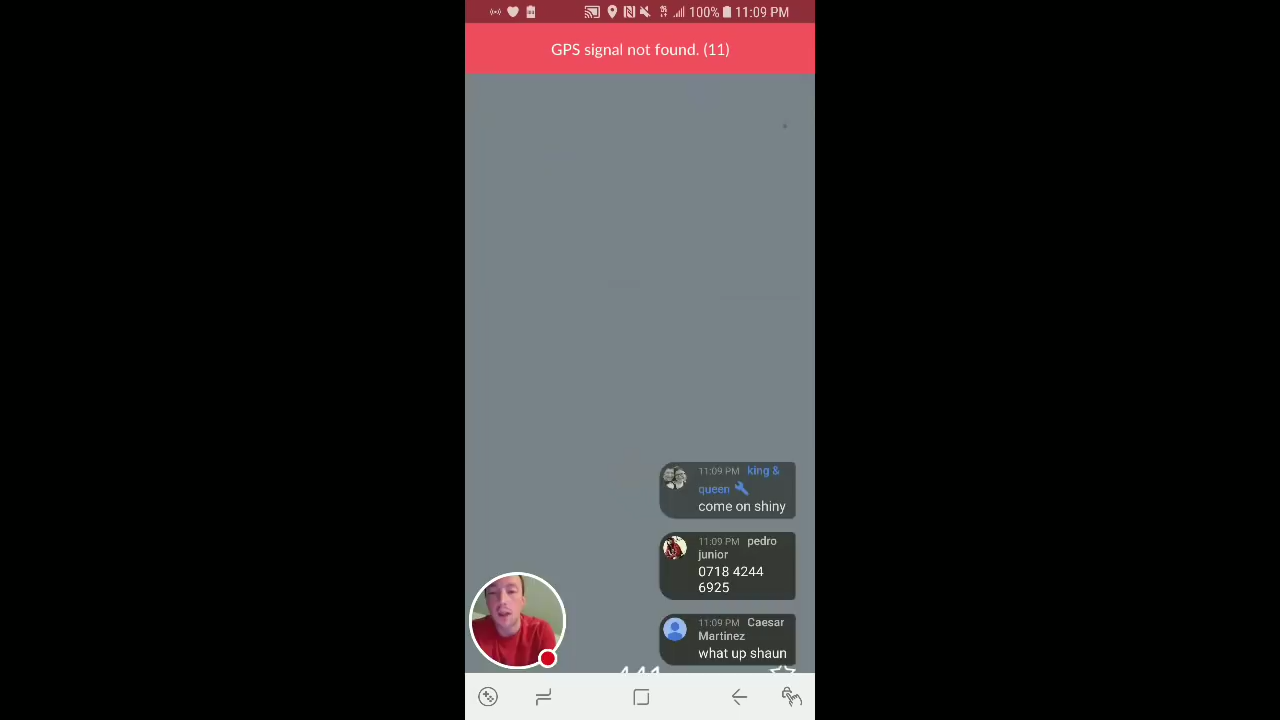 100% 11:09 PM
GPS signal not found. (11)
11:09 PM king &
queen
come on shiny
11:09 PM pedro
junior
0718 4244
6925
11:09 PM Caesar
Martinez
what up shaun